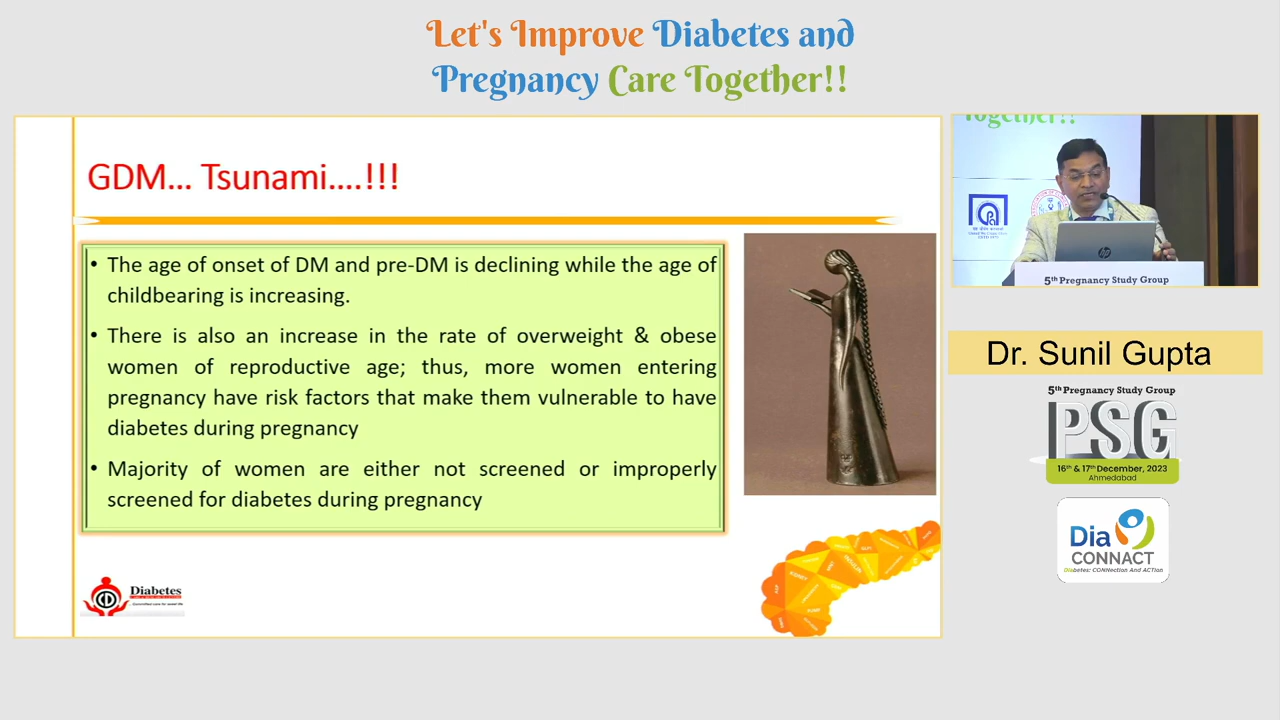 Let's Improve Diabetes and
Pregnancy Care Together!!
GDM... Tsunami....!!!
• The age of onset of DM and pre-DM is declining while the age of
childbearing is increasing.
• There is also an increase in the rate of overweight & obese
women of reproductive age; thus, more women entering
pregnancy have risk factors that make them vulnerable to have
diabetes during pregnancy
• Majority of women are either not screened or improperly
screened for diabetes during pregnancy
Diabetes
Together!!
hp
5th Pregnancy Study Group
Dr. Sunil Gupta
5th Pregnancy Study Group
PSG
16th & 17th December, 2023
Ahmedabad
Dia
CONNACT
Diabetes: CONNection And ACTion